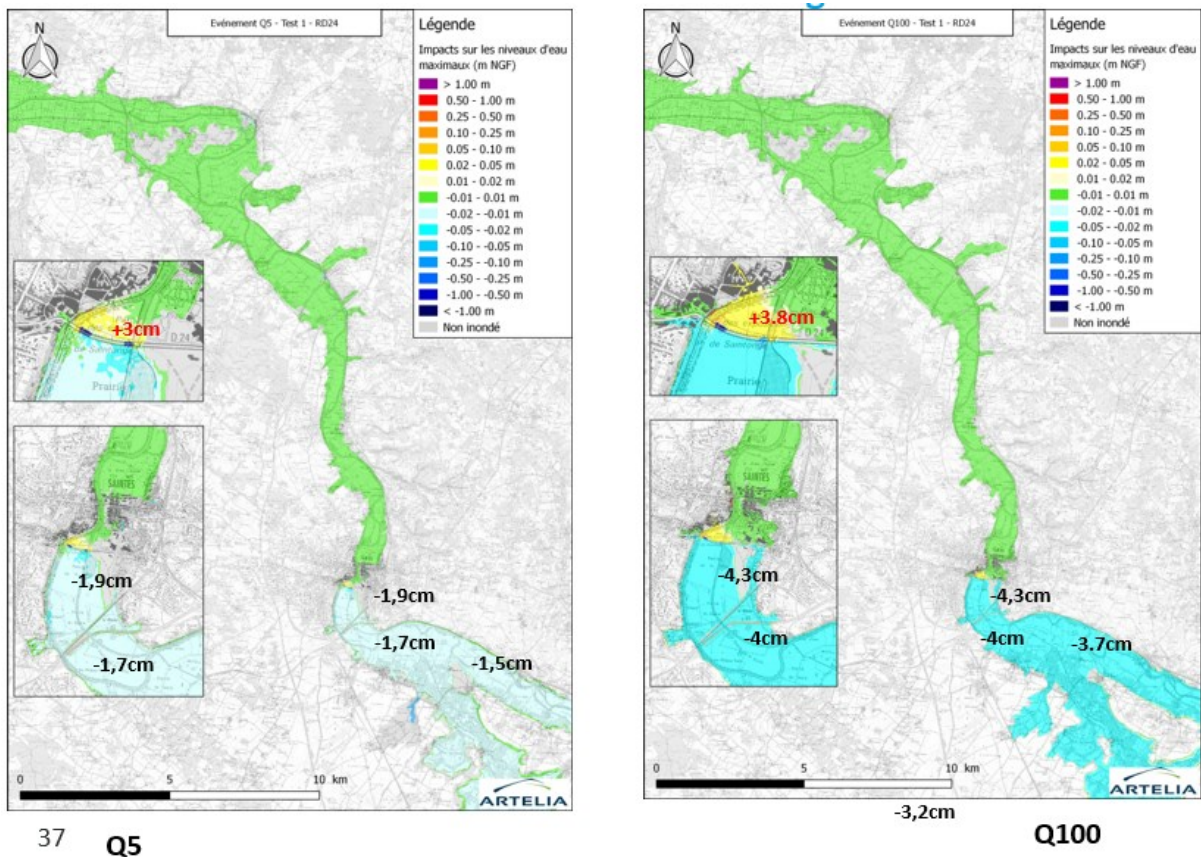 Evénement Q5 - Test 1 - RD24
N
Légende
Impacts sur les niveaux d'eau
maximaux (m NGF)
> 1.00 m
0.50 - 1.00 m
0.25 - 0.50 m
0.10 - 0.25 m
0.05 - 0.10 m
0.02 - 0.05 m
0.01 - 0.02 m
-0.01 - 0.01 m
-0.02 - -0.01 m
-0.05 - -0.02 m
-0.10 - -0.05 m
-0.25 - -0.10 m
-0.50 - -0.25 m
-1.00 - -0.50 m
< -1.00 m
Non inondé
+3cm
D 24
Prairie
SAINTES
-1,9cm
-1,7cm
-1,9cm
-1,7cm
-1,5cm
0 5 10 km
ARTELIA
37 Q5
Evénement Q100 - Test 1 - RD24
N
Légende
Impacts sur les niveaux d'eau
maximaux (m NGF)
> 1.00 m
0.50 - 1.00 m
0.25 - 0.50 m
0.10 - 0.25 m
0.05 - 0.10 m
0.02 - 0.05 m
0.01 - 0.02 m
-0.01 - 0.01 m
-0.02 - -0.01 m
-0.05 - -0.02 m
-0.10 - -0.05 m
-0.25 - -0.10 m
-0.50 - -0.25 m
-1.00 - -0.50 m
< -1.00 m
Non inondé
+3.8cm
D 24
de Saintonge
Prairie
SAINTES
-4,3cm
-4cm
-4,3cm
-4cm
-3.7cm
0 5 10 km
ARTELIA
-3,2cm
Q100